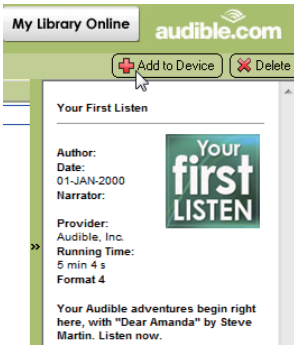 My Library Online
audible.com
Add to Device
Delete
Your First Listen
Author:
Date:
01-JAN-2000
Narrator:
Your
first
LISTEN
Provider:
Audible, Inc.
Running Time:
5 min 4 s
Format 4
»
Your Audible adventures begin right
here, with "Dear Amanda" by Steve
Martin. Listen now.